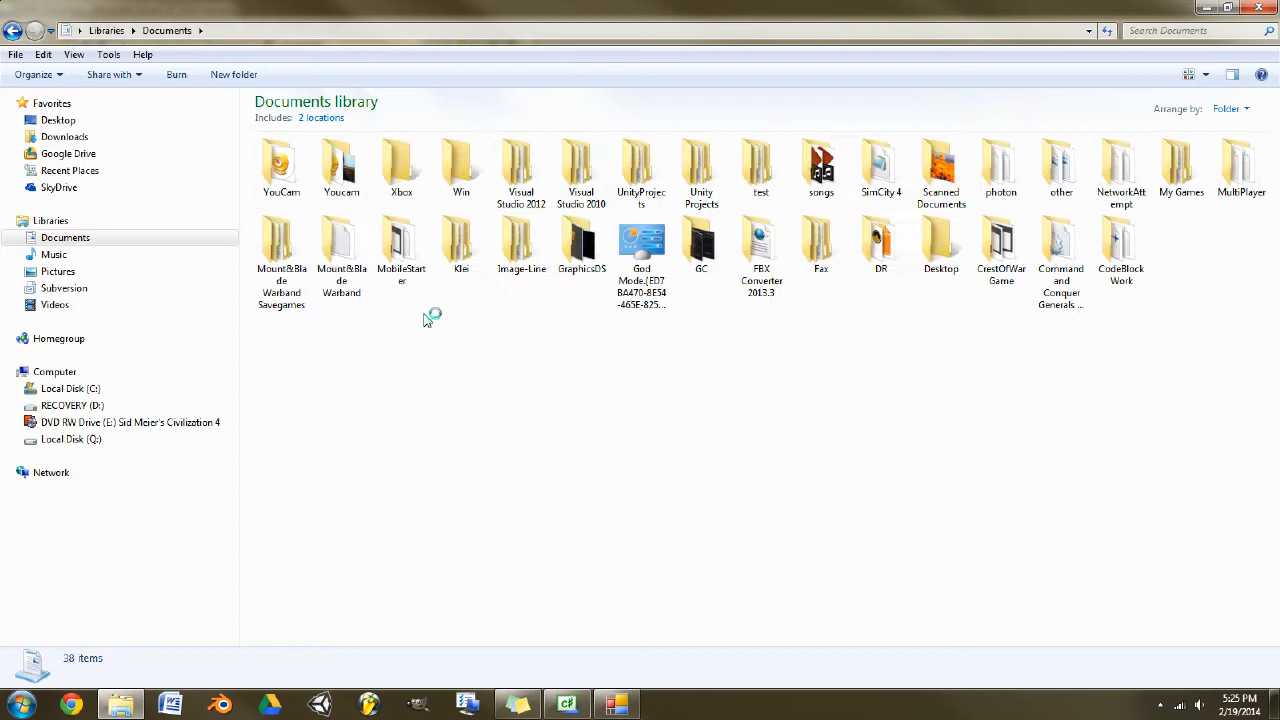 Libraries Documents
Search Documents
File Edit View Tools Help
Organize Share with Burn New folder
Favorites
Desktop
Downloads
Google Drive
Recent Places
SkyDrive
Libraries
Documents
Music
Pictures
Subversion
Videos
Homegroup
Computer
Local Disk (C:)
RECOVERY (D:)
DVD RW Drive (E:) Sid Meier's Civilization 4
Local Disk (Q:)
Network
Documents library
Includes: 2 locations
Arrange by: Folder
YouCam
Youcam
Xbox
Win
Visual
Studio 2012
Visual
Studio 2010
UnityProjec
ts
Unity
Projects
test
songs
SimCity 4
Scanned
Documents
photon
other
NetworkAtt
empt
My Games
MultiPlayer
Mount&Bla
de
Warband
Savegames
Mount&Bla
de
Warband
MobileStart
er
Klei
Image-Line
GraphicsDS
God
Mode.{ED7
BA470-8E54
-465E-825...
GC
FBX
Converter
2013.3
Fax
DR
Desktop
CrestOfWar
Game
Command
and
Conquer
Generals ...
CodeBlock
Work
38 items
5:25 PM
2/19/2014